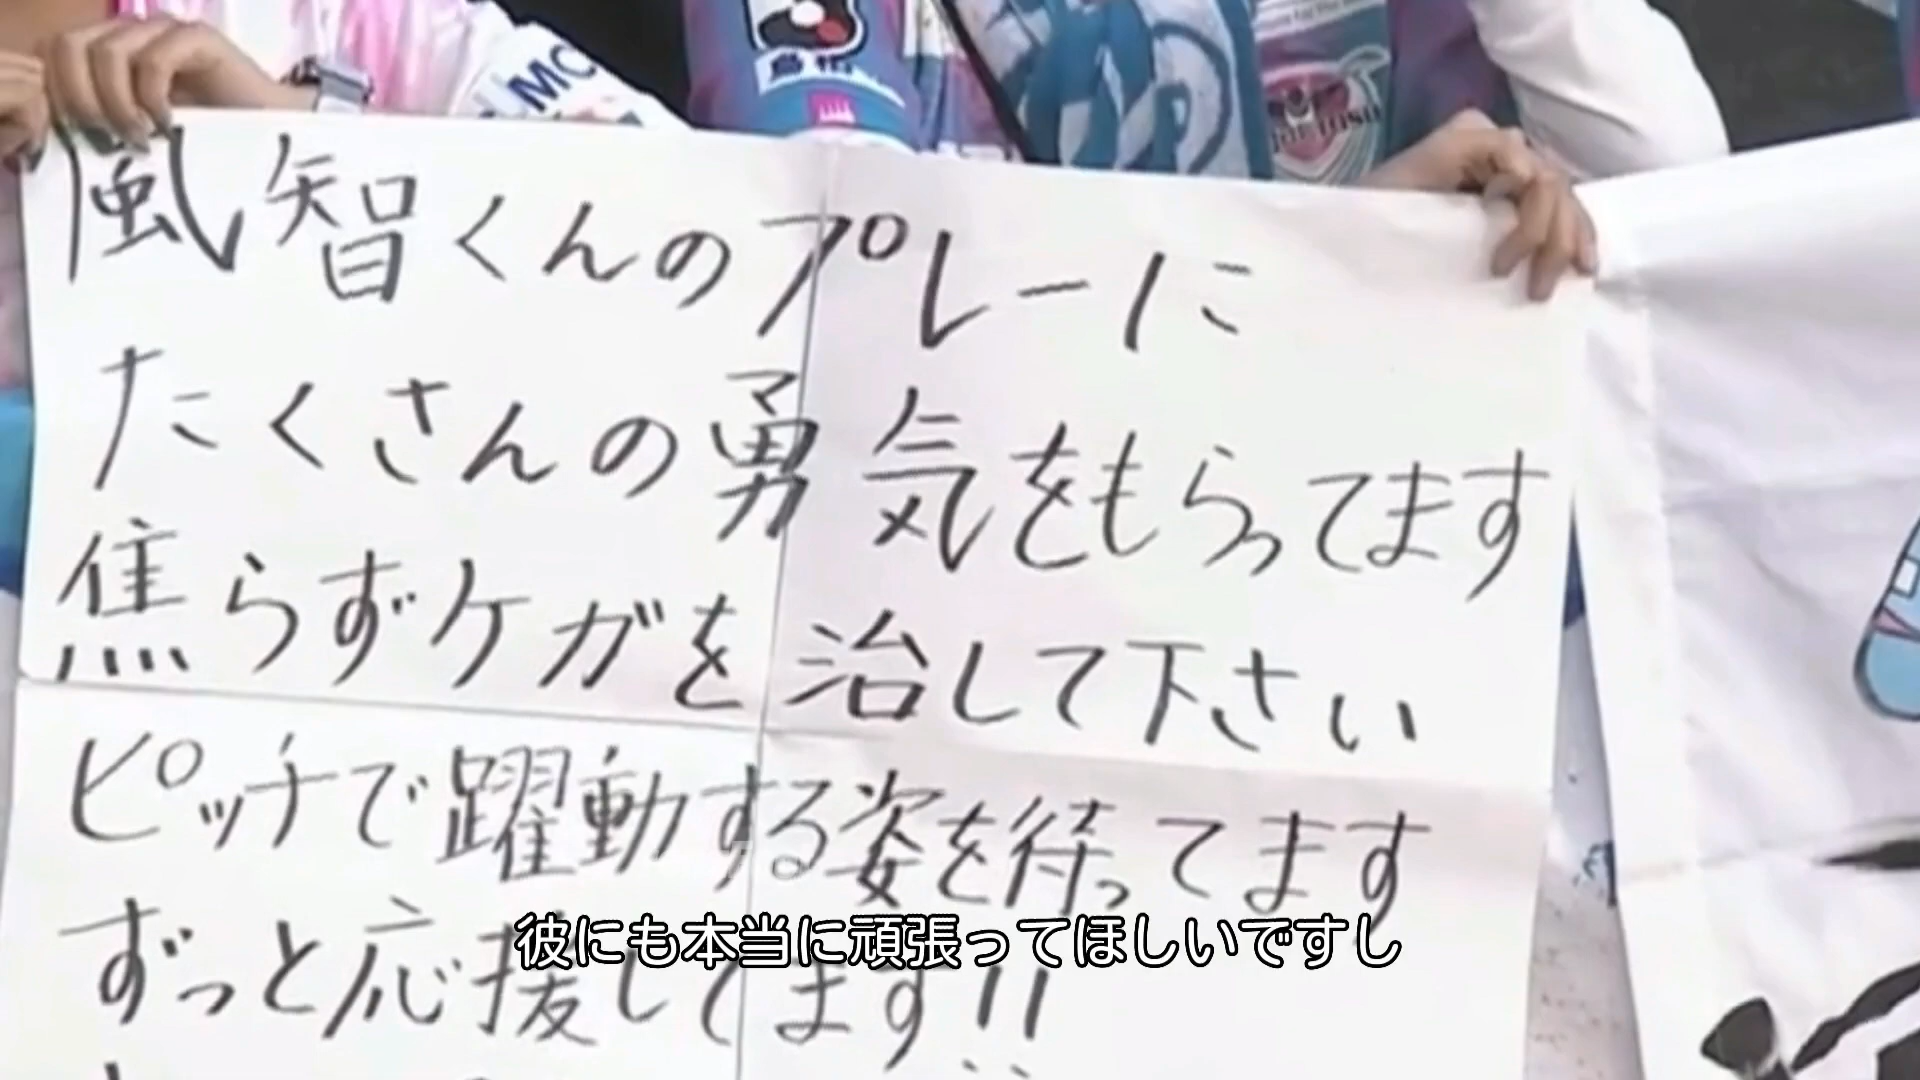 MC
鳥栖
風智くんのプレーに
たくさんの勇気をもらってます
焦らずケガを治して下さい
ピッチで躍動する姿を待ってます
ずっと応援してます!!
彼にも本当に頑張ってほしいですし